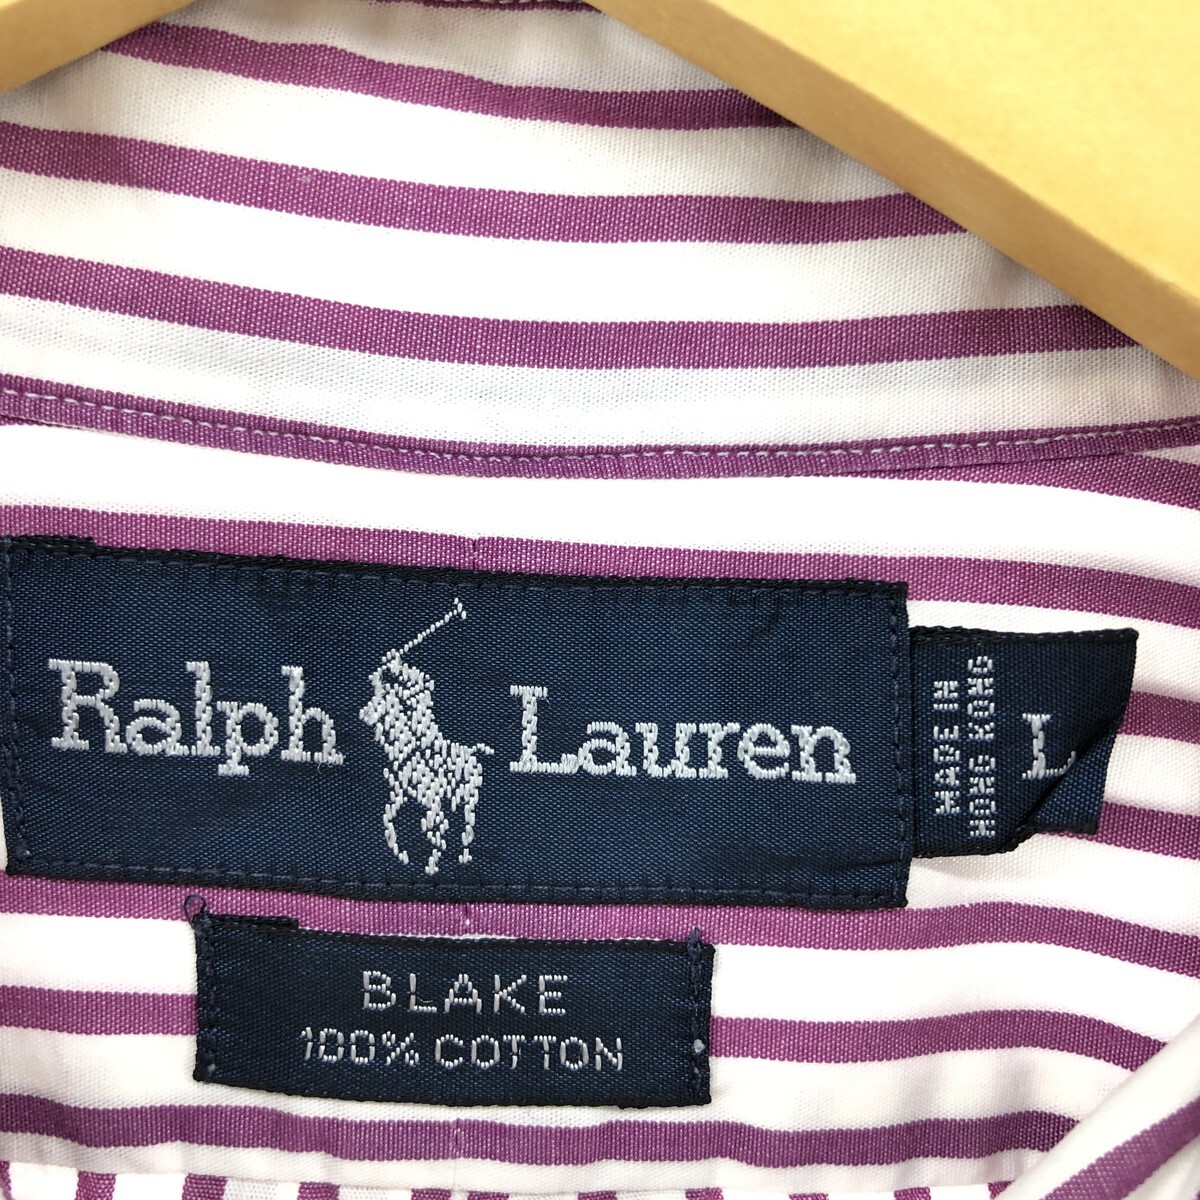 Ralph Lauren
MADE IN
HONG KONG
L
BLAKE
100% COTTON